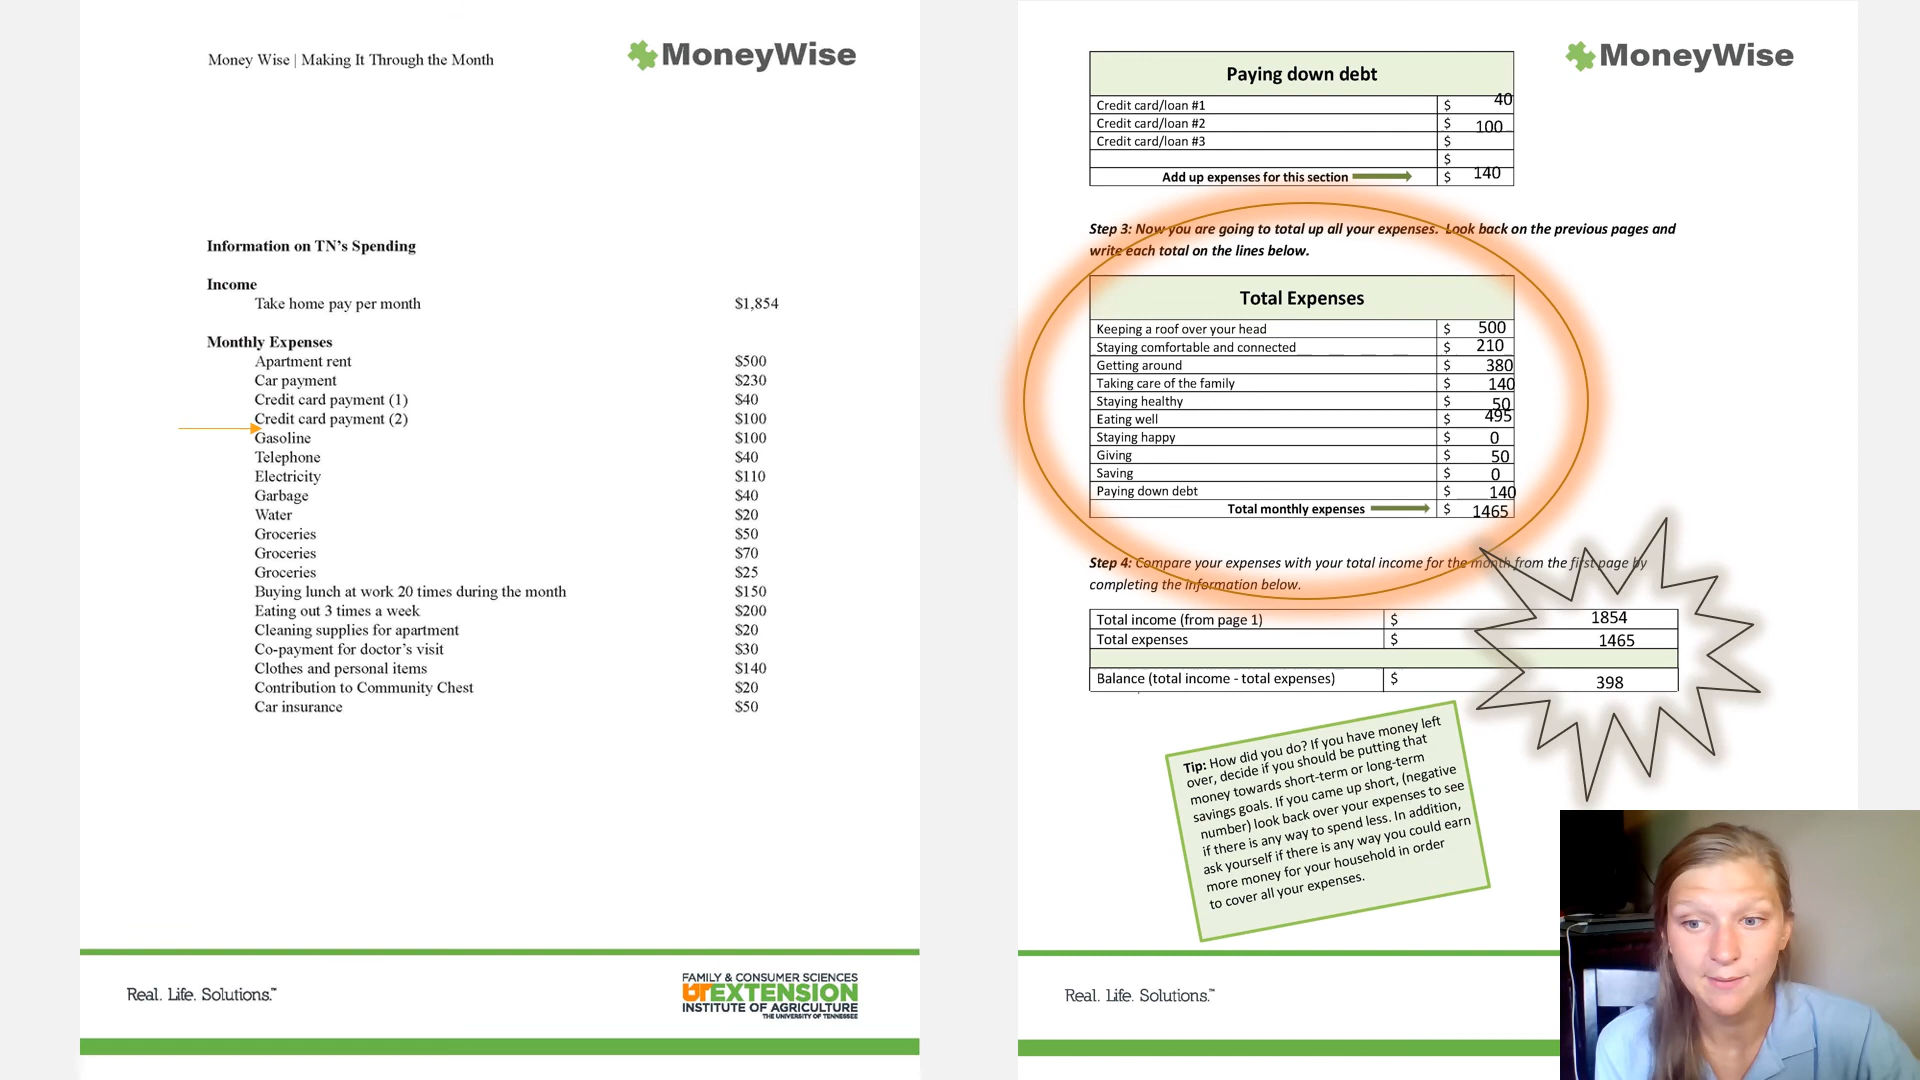 Money Wise | Making It Through the Month
MoneyWise
Information on TN's Spending
Income
Take home pay per month $1,854
Monthly Expenses
Apartment rent $500
Car payment $230
Credit card payment (1) $40
Credit card payment (2) $100
Gasoline $100
Telephone $40
Electricity $110
Garbage $40
Water $20
Groceries $50
Groceries $70
Groceries $25
Buying lunch at work 20 times during the month $150
Eating out 3 times a week $200
Cleaning supplies for apartment $20
Co-payment for doctor's visit $30
Clothes and personal items $140
Contribution to Community Chest $20
Car insurance $50
Real. Life. Solutions.™
FAMILY & CONSUMER SCIENCES
UT EXTENSION
INSTITUTE OF AGRICULTURE
THE UNIVERSITY OF TENNESSEE
MoneyWise
Paying down debt
Credit card/loan #1 $ 40
Credit card/loan #2 $ 100
Credit card/loan #3 $
$
Add up expenses for this section $ 140
Step 3: Now you are going to total up all your expenses. Look back on the previous pages and
write each total on the lines below.
Total Expenses
Keeping a roof over your head $ 500
Staying comfortable and connected $ 210
Getting around $ 380
Taking care of the family $ 140
Staying healthy $ 50
Eating well $ 495
Staying happy $ 0
Giving $ 50
Saving $ 0
Paying down debt $ 140
Total monthly expenses $ 1465
Step 4: Compare your expenses with your total income for the month from the first page by
completing the information below.
Total income (from page 1) $ 1854
Total expenses $ 1465
Balance (total income - total expenses) $ 398
Tip: How did you do? If you have money left
over, decide if you should be putting that
money towards short-term or long-term
savings goals. If you came up short, (negative
number) look back over your expenses to see
if there is any way to spend less. In addition,
ask yourself if there is any way you could earn
more money for your household in order
to cover all your expenses.
Real. Life. Solutions.™